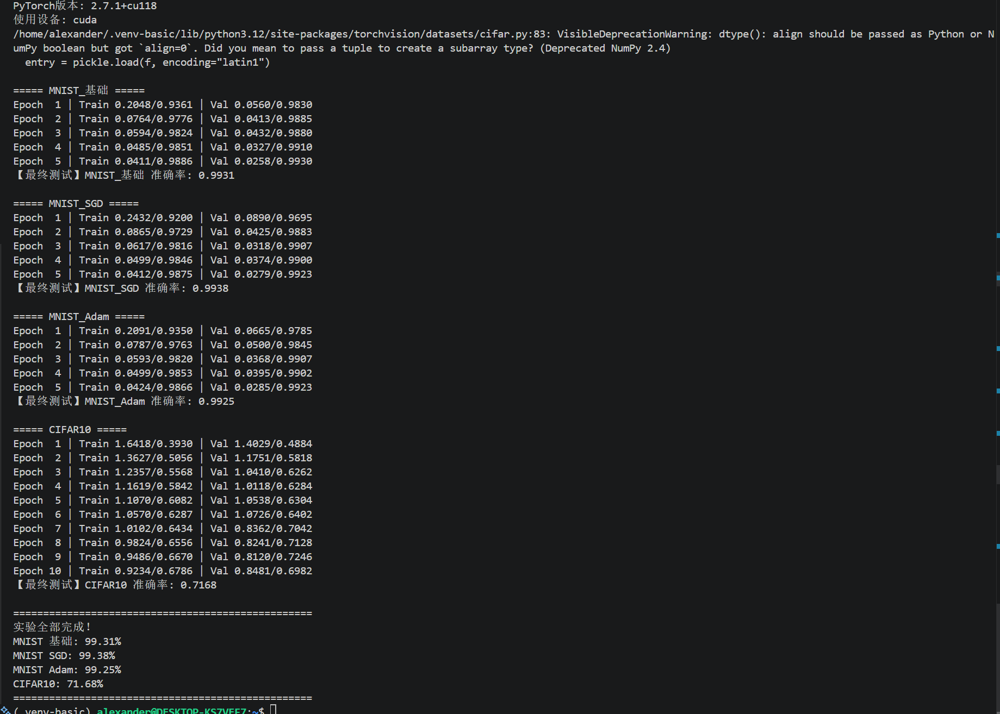 PyTorch版本: 2.7.1+cu118
使用设备: cuda
/home/alexander/.venv-basic/lib/python3.12/site-packages/torchvision/datasets/cifar.py:83: VisibleDeprecationWarning: dtype(): align should be passed as Python or N
umPy boolean but got `align=0`. Did you mean to pass a tuple to create a subarray type? (Deprecated NumPy 2.4)
  entry = pickle.load(f, encoding="latin1")
===== MNIST_基础 =====
Epoch  1 | Train 0.2048/0.9361 | Val 0.0560/0.9830
Epoch  2 | Train 0.0764/0.9776 | Val 0.0413/0.9885
Epoch  3 | Train 0.0594/0.9824 | Val 0.0432/0.9880
Epoch  4 | Train 0.0485/0.9851 | Val 0.0327/0.9910
Epoch  5 | Train 0.0411/0.9886 | Val 0.0258/0.9930
【最终测试】MNIST_基础 准确率: 0.9931
===== MNIST_SGD =====
Epoch  1 | Train 0.2432/0.9200 | Val 0.0890/0.9695
Epoch  2 | Train 0.0865/0.9729 | Val 0.0425/0.9883
Epoch  3 | Train 0.0617/0.9816 | Val 0.0318/0.9907
Epoch  4 | Train 0.0499/0.9846 | Val 0.0374/0.9900
Epoch  5 | Train 0.0412/0.9875 | Val 0.0279/0.9923
【最终测试】MNIST_SGD 准确率: 0.9938
===== MNIST_Adam =====
Epoch  1 | Train 0.2091/0.9350 | Val 0.0665/0.9785
Epoch  2 | Train 0.0787/0.9763 | Val 0.0500/0.9845
Epoch  3 | Train 0.0593/0.9820 | Val 0.0368/0.9907
Epoch  4 | Train 0.0499/0.9853 | Val 0.0395/0.9902
Epoch  5 | Train 0.0424/0.9866 | Val 0.0285/0.9923
【最终测试】MNIST_Adam 准确率: 0.9925
===== CIFAR10 =====
Epoch  1 | Train 1.6418/0.3930 | Val 1.4029/0.4884
Epoch  2 | Train 1.3627/0.5056 | Val 1.1751/0.5818
Epoch  3 | Train 1.2357/0.5568 | Val 1.0410/0.6262
Epoch  4 | Train 1.1619/0.5842 | Val 1.0118/0.6284
Epoch  5 | Train 1.1070/0.6082 | Val 1.0538/0.6304
Epoch  6 | Train 1.0570/0.6287 | Val 1.0726/0.6402
Epoch  7 | Train 1.0102/0.6434 | Val 0.8362/0.7042
Epoch  8 | Train 0.9824/0.6556 | Val 0.8241/0.7128
Epoch  9 | Train 0.9486/0.6670 | Val 0.8120/0.7246
Epoch 10 | Train 0.9234/0.6786 | Val 0.8481/0.6982
【最终测试】CIFAR10 准确率: 0.7168
==================================================
实验全部完成!
MNIST 基础: 99.31%
MNIST SGD: 99.38%
MNIST Adam: 99.25%
CIFAR10: 71.68%
==================================================
(.venv-basic) alexander@DESKTOP-KS7VEF7:~$